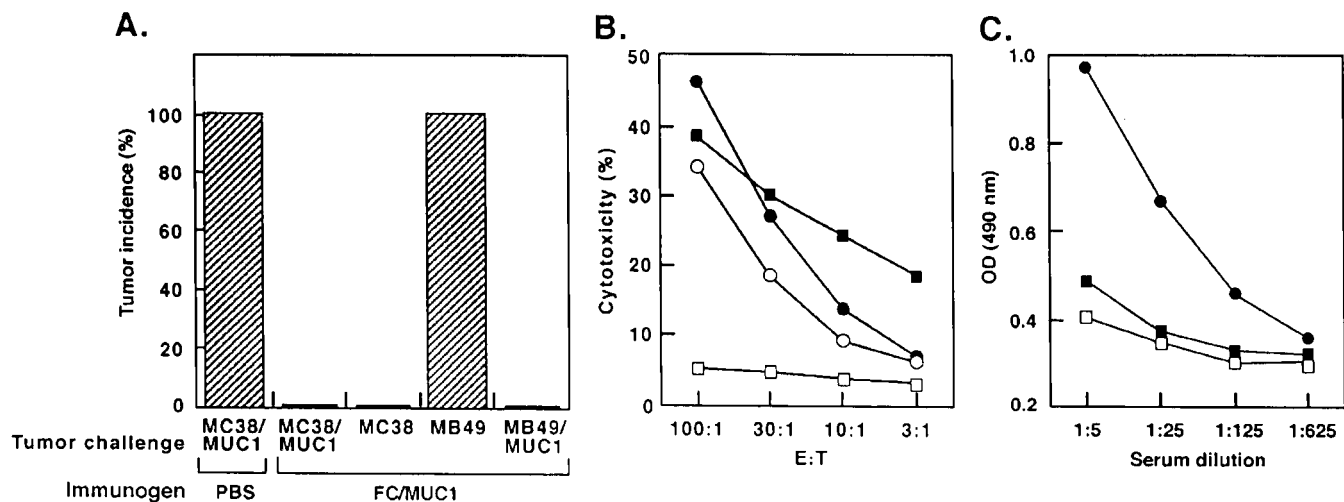 A.
Tumor incidence (%)
100
80
60
40
20
0
Tumor challenge
MC38/
MUC1
MC38/
MUC1
MC38
MB49
MB49/
MUC1
Immunogen
PBS
FC/MUC1
B.
Cytotoxicity (%)
50
40
30
20
10
0
100:1
30:1
10:1
3:1
E:T
C.
OD (490 nm)
1.0
0.8
0.6
0.4
0.2
1:5
1:25
1:125
1:625
Serum dilution